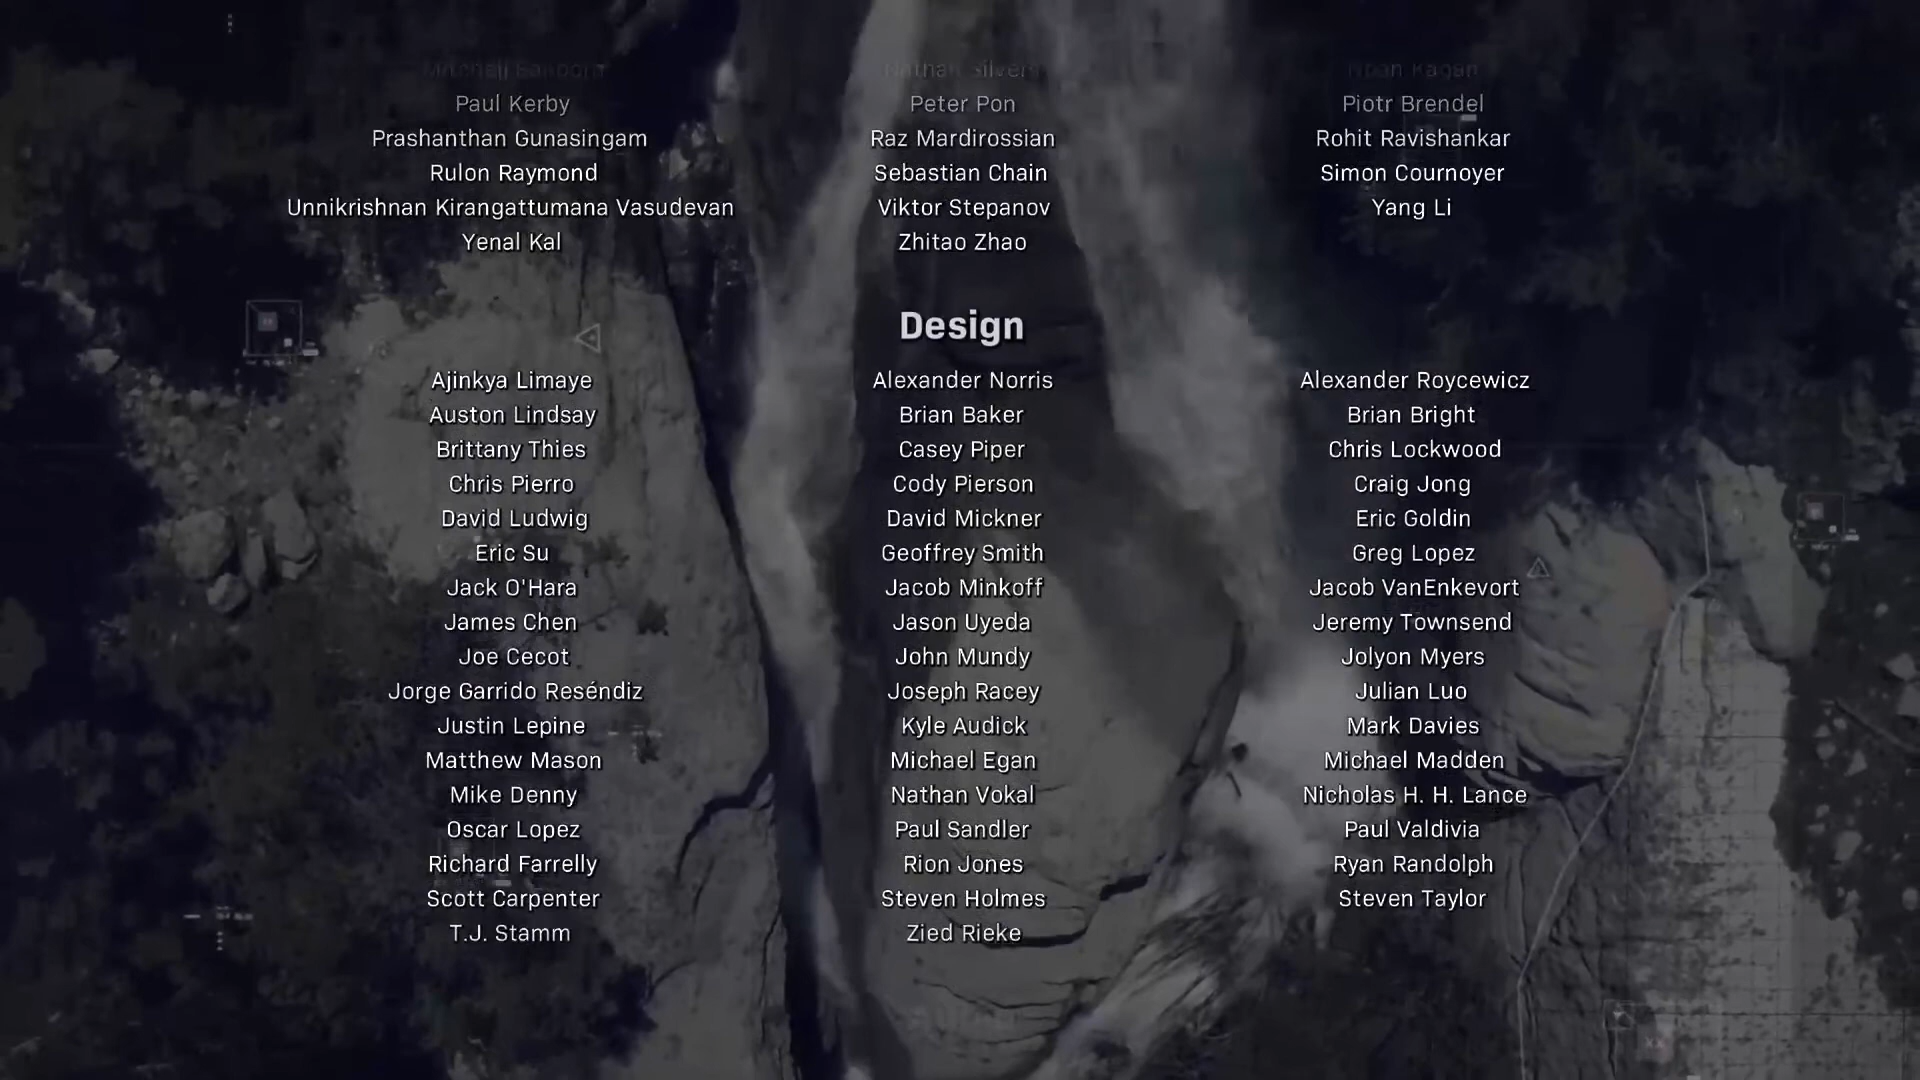 Paul Kerby Peter Pon Piotr Brendel
Prashanthan Gunasingam Raz Mardirossian Rohit Ravishankar
Rulon Raymond Sebastian Chain Simon Cournoyer
Unnikrishnan Kirangattumana Vasudevan Viktor Stepanov Yang Li
Yenal Kal Zhitao Zhao
Design
Ajinkya Limaye Alexander Norris Alexander Roycewicz
Auston Lindsay Brian Baker Brian Bright
Brittany Thies Casey Piper Chris Lockwood
Chris Pierro Cody Pierson Craig Jong
David Ludwig David Mickner Eric Goldin
Eric Su Geoffrey Smith Greg Lopez
Jack O'Hara Jacob Minkoff Jacob VanEnkevort
James Chen Jason Uyeda Jeremy Townsend
Joe Cecot John Mundy Jolyon Myers
Jorge Garrido Reséndiz Joseph Racey Julian Luo
Justin Lepine Kyle Audick Mark Davies
Matthew Mason Michael Egan Michael Madden
Mike Denny Nathan Vokal Nicholas H. H. Lance
Oscar Lopez Paul Sandler Paul Valdivia
Richard Farrelly Rion Jones Ryan Randolph
Scott Carpenter Steven Holmes Steven Taylor
T.J. Stamm Zied Rieke